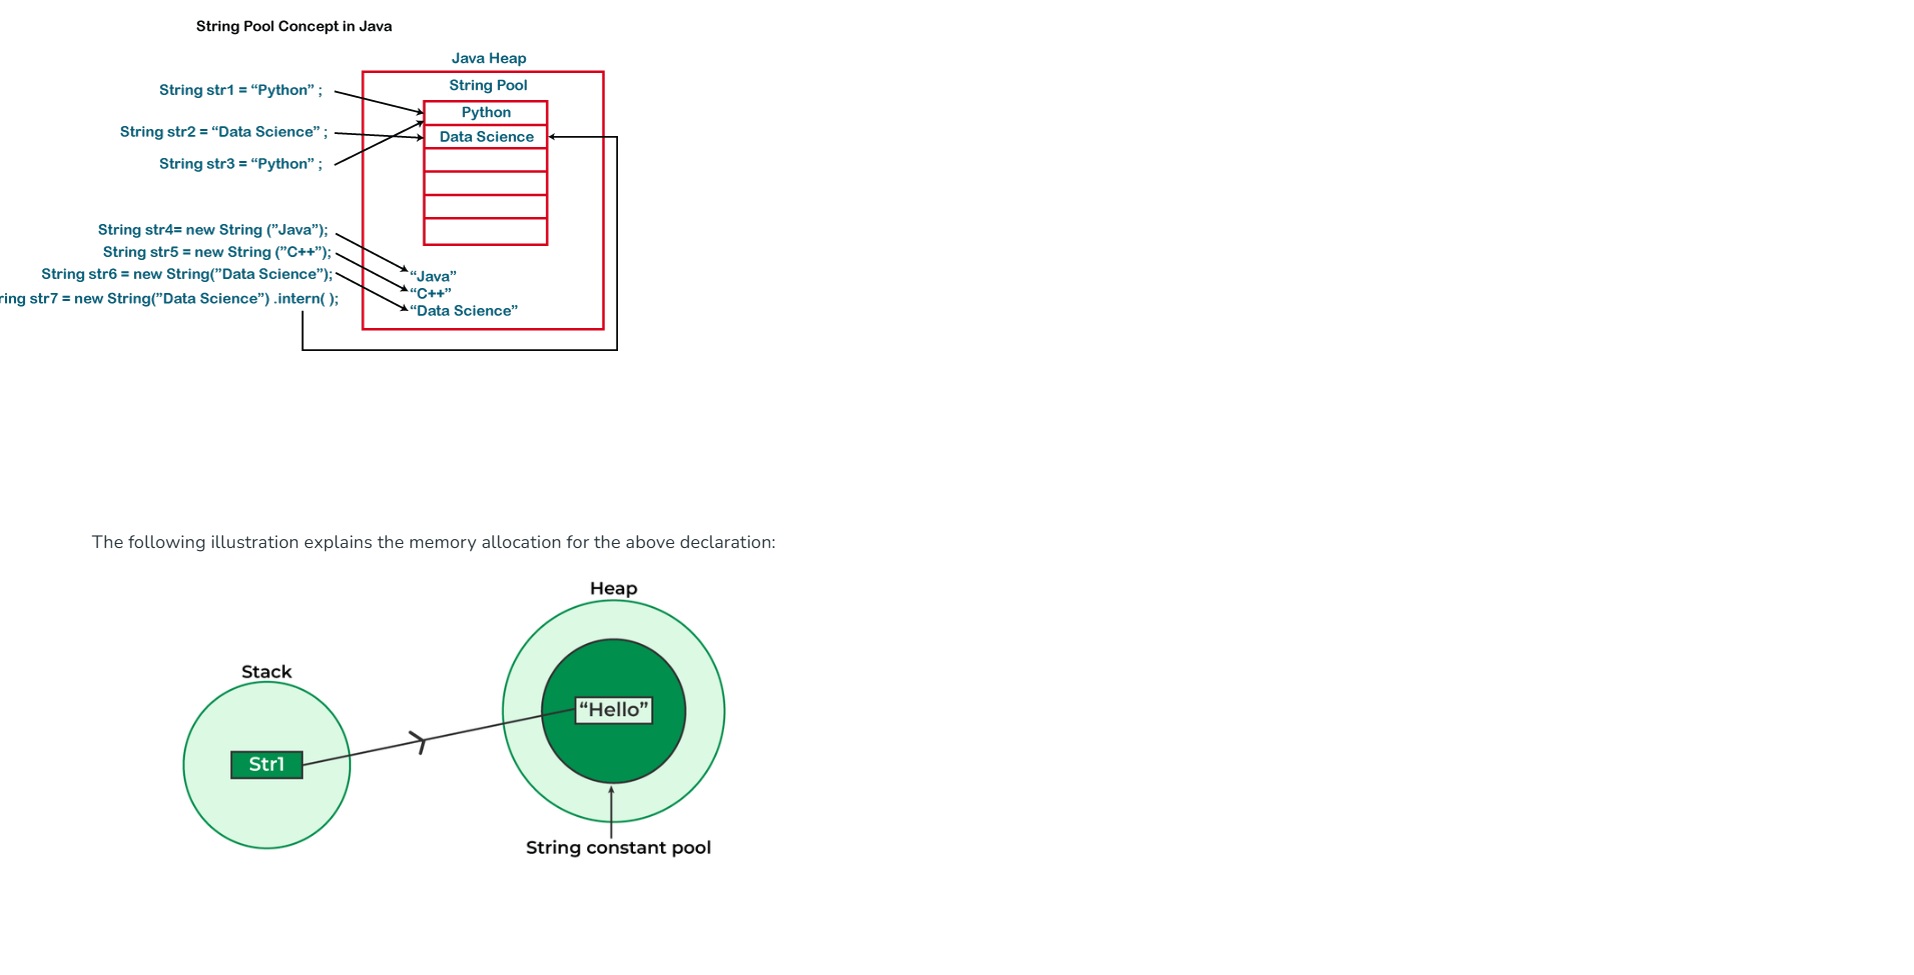 String Pool Concept in Java
Java Heap
String Pool
String str1 = “Python” ;
Python
String str2 = “Data Science” ;
Data Science
String str3 = “Python” ;
String str4= new String (”Java”);
String str5 = new String (”C++”);
String str6 = new String(”Data Science”);
ring str7 = new String(”Data Science”) .intern( );
“Java”
“C++”
“Data Science”
The following illustration explains the memory allocation for the above declaration:
Heap
Stack
“Hello”
Str1
String constant pool